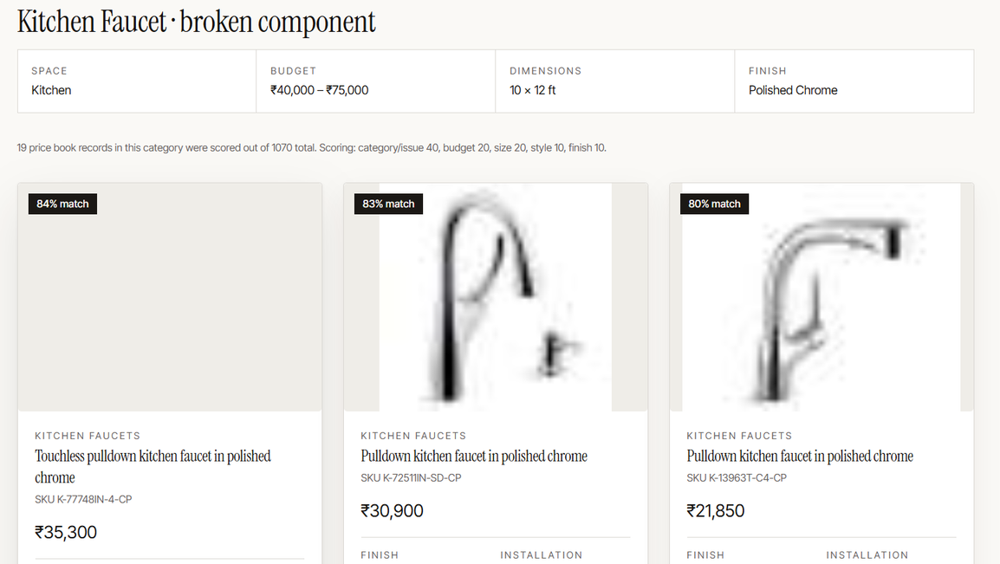 Kitchen Faucet · broken component
SPACE
Kitchen
BUDGET
₹40,000 – ₹75,000
DIMENSIONS
10 × 12 ft
FINISH
Polished Chrome
19 price book records in this category were scored out of 1070 total. Scoring: category/issue 40, budget 20, size 20, style 10, finish 10.
84% match
KITCHEN FAUCETS
Touchless pulldown kitchen faucet in polished
chrome
SKU K-77748IN-4-CP
₹35,300
83% match
KITCHEN FAUCETS
Pulldown kitchen faucet in polished chrome
SKU K-72511IN-SD-CP
₹30,900
FINISH
INSTALLATION
80% match
KITCHEN FAUCETS
Pulldown kitchen faucet in polished chrome
SKU K-13963T-C4-CP
₹21,850
FINISH
INSTALLATION